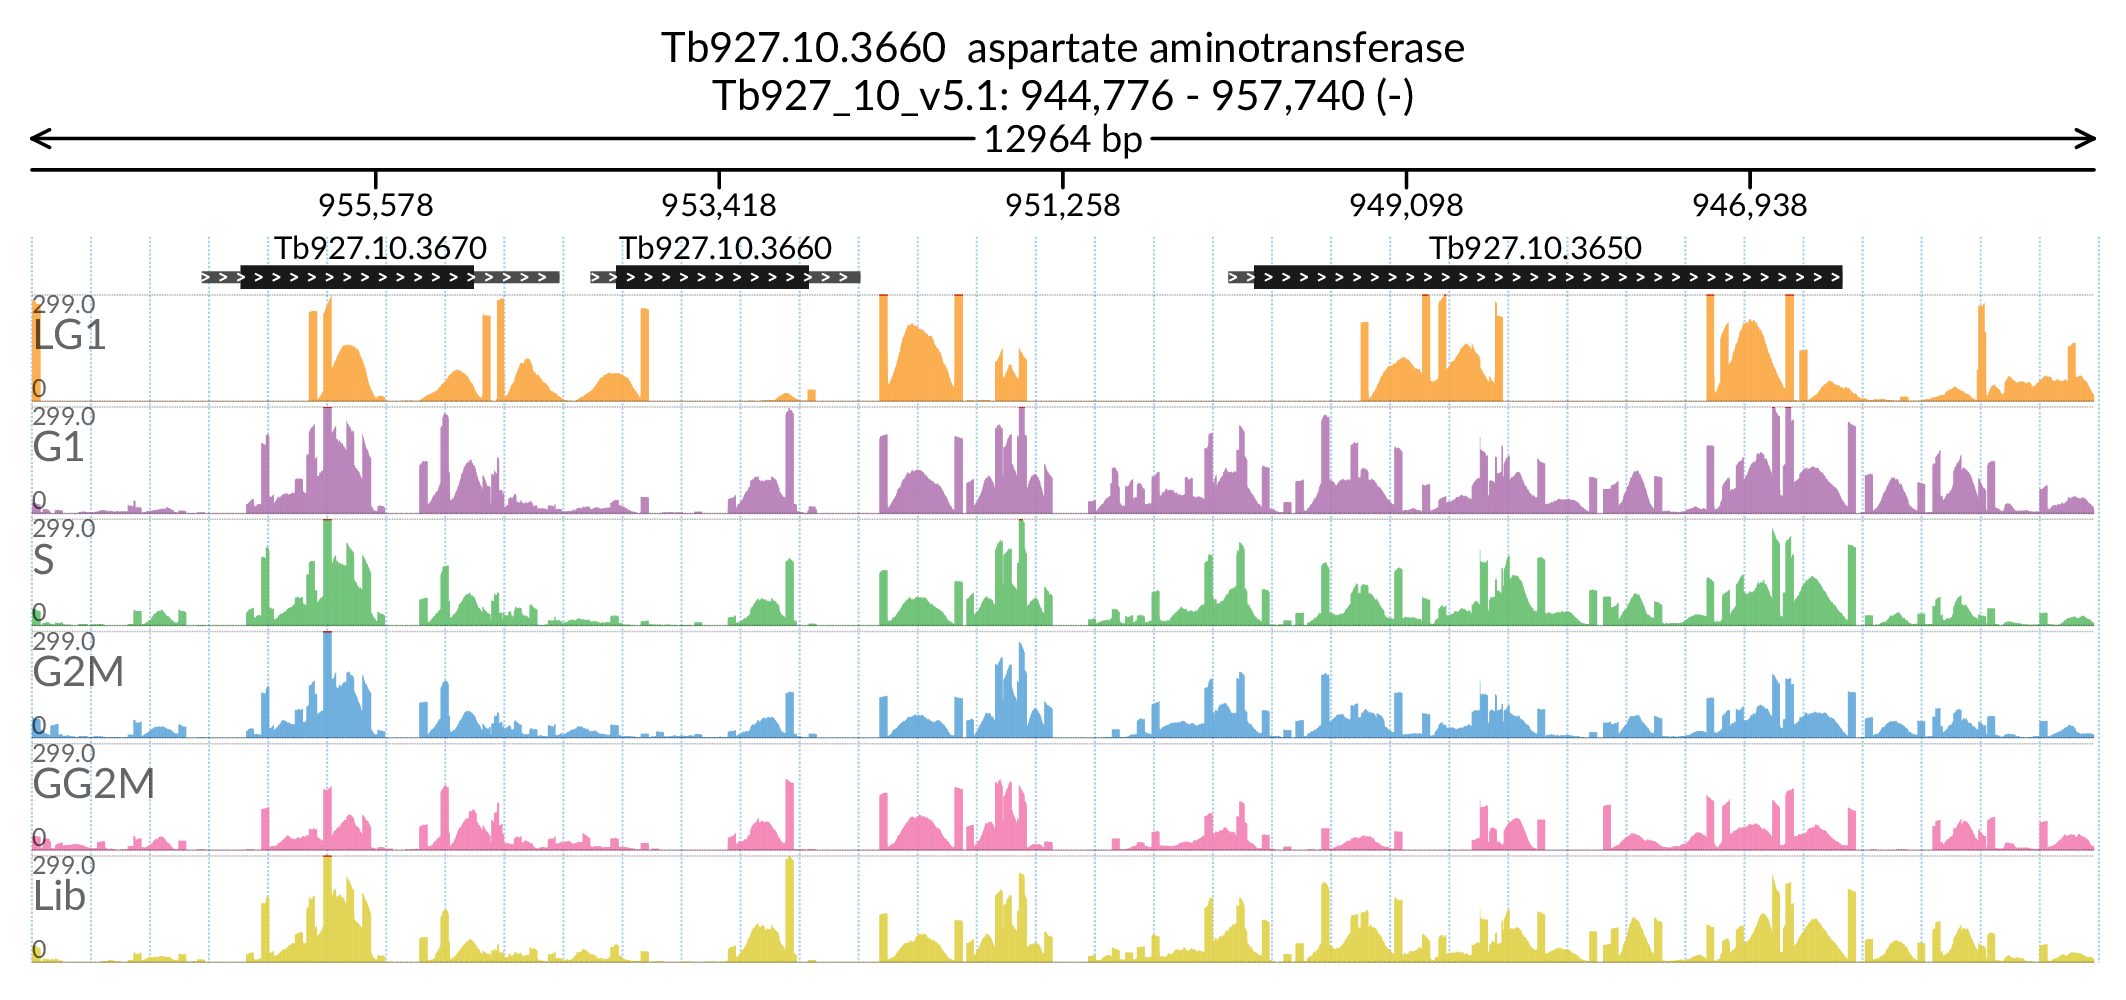 Tb927.10.3660  aspartate aminotransferase
Tb927_10_v5.1: 944,776 - 957,740 (-)
12964 bp
955,578 953,418 951,258 949,098 946,938
Tb927.10.3670 Tb927.10.3660 Tb927.10.3650
299.0
LG1
0
299.0
G1
0
299.0
S
0
299.0
G2M
0
299.0
GG2M
0
299.0
Lib
0